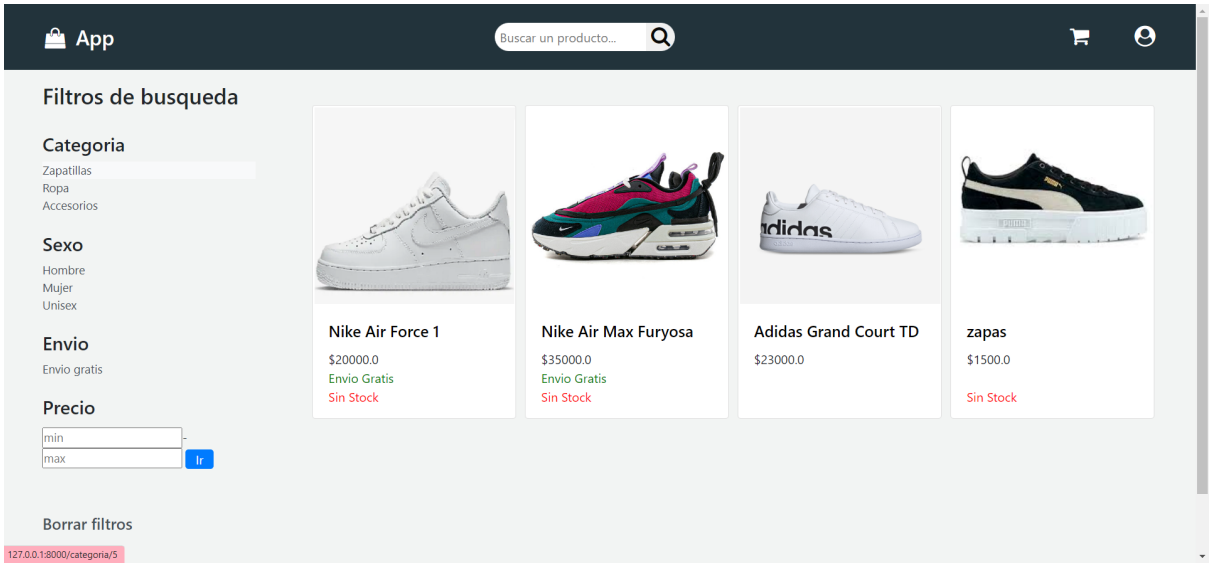 App
Buscar un producto...
Filtros de busqueda
Categoria
Zapatillas
Ropa
Accesorios
Sexo
Hombre
Mujer
Unisex
Envio
Envio gratis
Precio
min -
max Ir
Borrar filtros
adidas
PUMA
Nike Air Force 1
$20000.0
Envio Gratis
Sin Stock
Nike Air Max Furyosa
$35000.0
Envio Gratis
Sin Stock
Adidas Grand Court TD
$23000.0
zapas
$1500.0
Sin Stock
127.0.0.1:8000/categoria/5